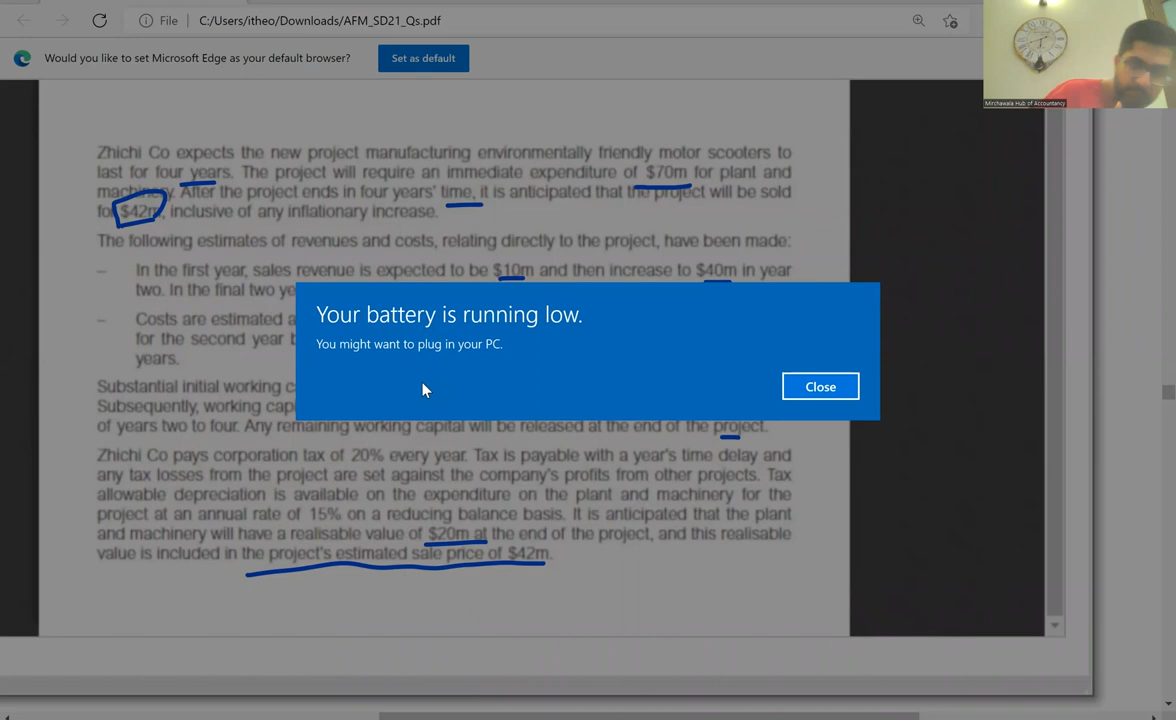 File
C:/Users/itheo/Downloads/AFM_SD21_Qs.pdf
Would you like to set Microsoft Edge as your default browser?
Set as default
Mirchawala Hub of Accountancy
Zhichi Co expects the new project manufacturing environmentally friendly motor scooters to
last for four years. The project will require an immediate expenditure of $70m for plant and
machinery. After the project ends in four years' time, it is anticipated that the project will be sold
for $42m, inclusive of any inflationary increase.
The following estimates of revenues and costs, relating directly to the project, have been made:
– In the first year, sales revenue is expected to be $10m and then increase to $40m in year
two. In the final two ye
– Costs are estimated a
for the second year b
years.
Your battery is running low.
You might want to plug in your PC.
Close
Substantial initial working c
Subsequently, working capi
of years two to four. Any remaining working capital will be released at the end of the project.
Zhichi Co pays corporation tax of 20% every year. Tax is payable with a year's time delay and
any tax losses from the project are set against the company's profits from other projects. Tax
allowable depreciation is available on the expenditure on the plant and machinery for the
project at an annual rate of 15% on a reducing balance basis. It is anticipated that the plant
and machinery will have a realisable value of $20m at the end of the project, and this realisable
value is included in the project's estimated sale price of $42m.